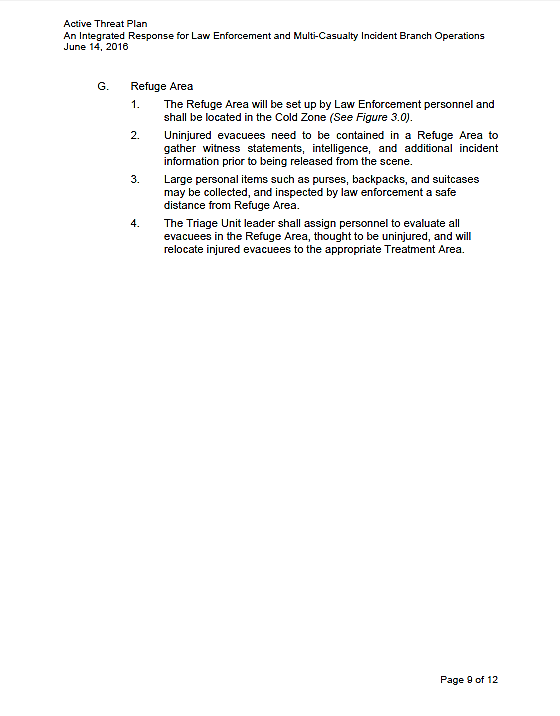 Active Threat Plan
An Integrated Response for Law Enforcement and Multi-Casualty Incident Branch Operations
June 14, 2016
G. Refuge Area
1. The Refuge Area will be set up by Law Enforcement personnel and
shall be located in the Cold Zone (See Figure 3.0).
2. Uninjured evacuees need to be contained in a Refuge Area to
gather witness statements, intelligence, and additional incident
information prior to being released from the scene.
3. Large personal items such as purses, backpacks, and suitcases
may be collected, and inspected by law enforcement a safe
distance from Refuge Area.
4. The Triage Unit leader shall assign personnel to evaluate all
evacuees in the Refuge Area, thought to be uninjured, and will
relocate injured evacuees to the appropriate Treatment Area.
Page 9 of 12